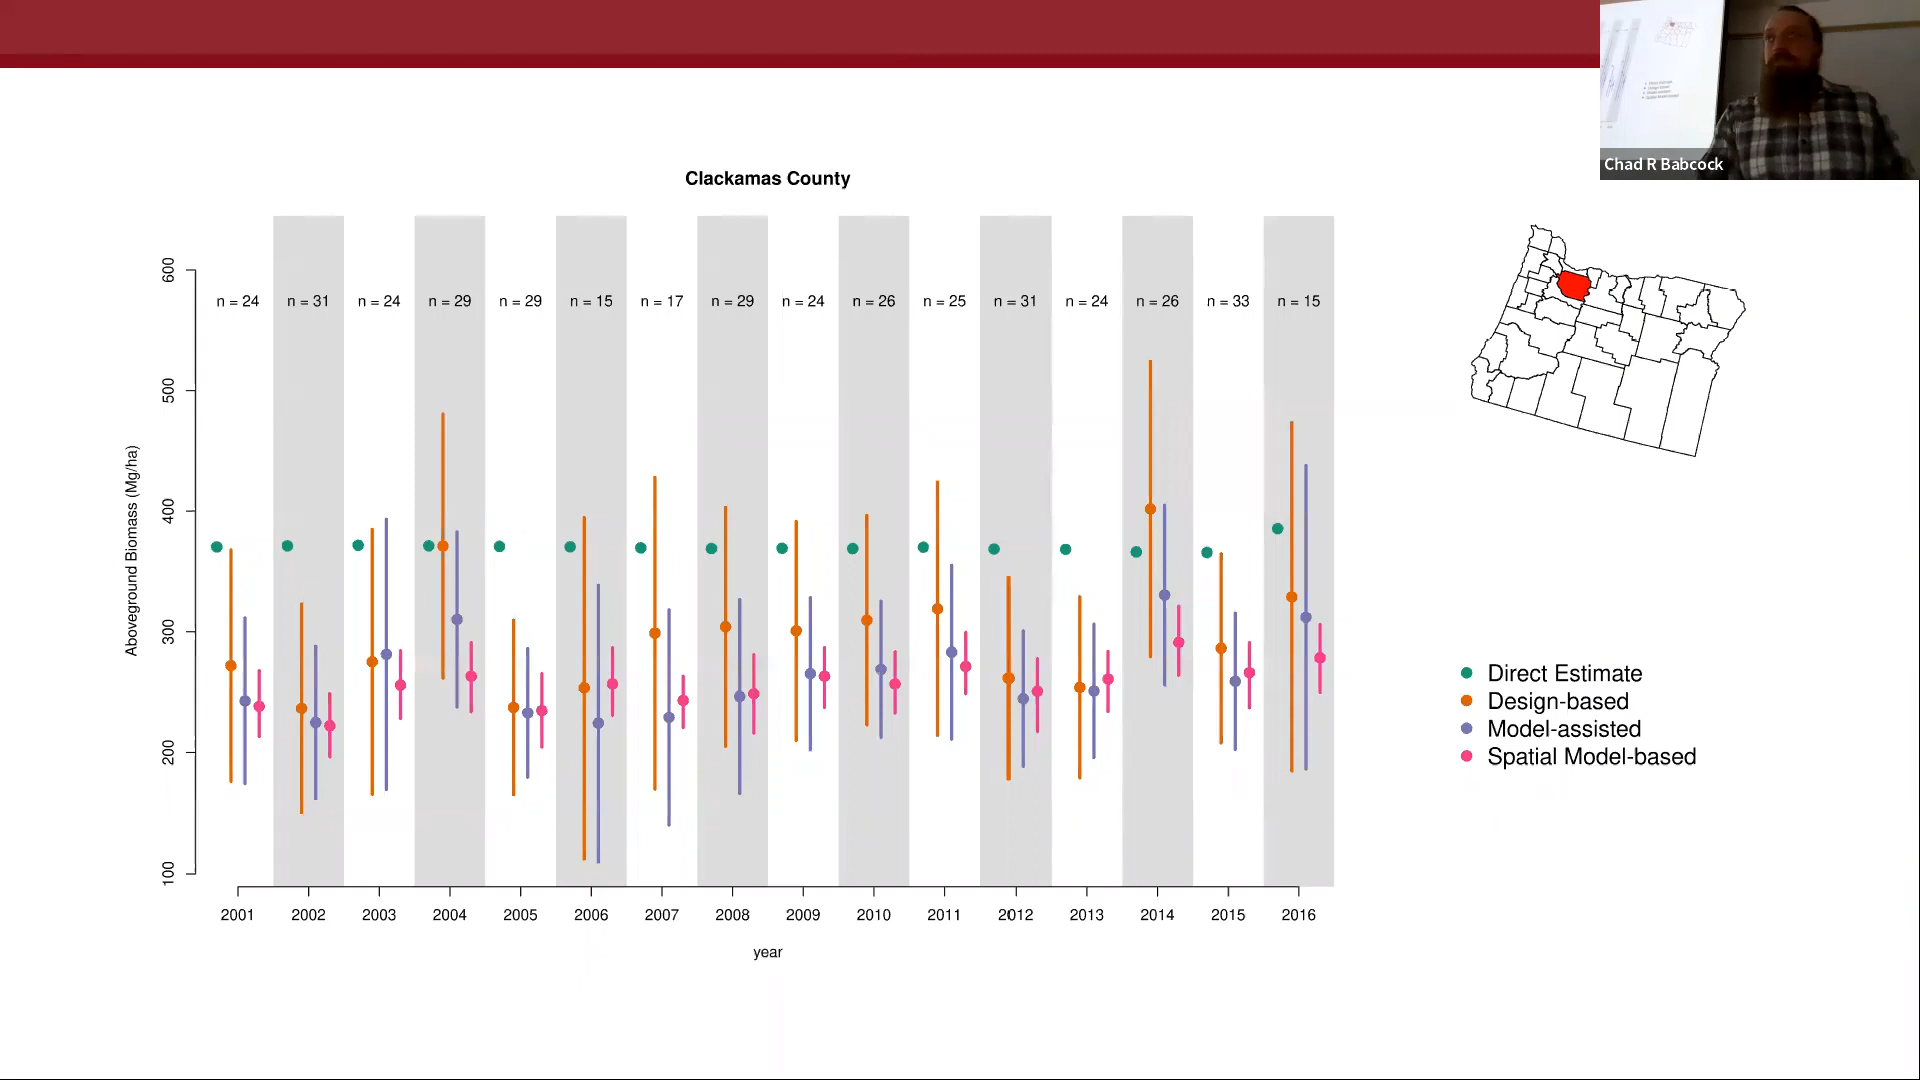 Chad R Babcock
Clackamas County
n = 24 n = 31 n = 24 n = 29 n = 29 n = 15 n = 17 n = 29 n = 24 n = 26 n = 25 n = 31 n = 24 n = 26 n = 33 n = 15
600
500
400
300
200
100
Aboveground Biomass (Mg/ha)
Direct Estimate
Design-based
Model-assisted
Spatial Model-based
2001 2002 2003 2004 2005 2006 2007 2008 2009 2010 2011 2012 2013 2014 2015 2016
year